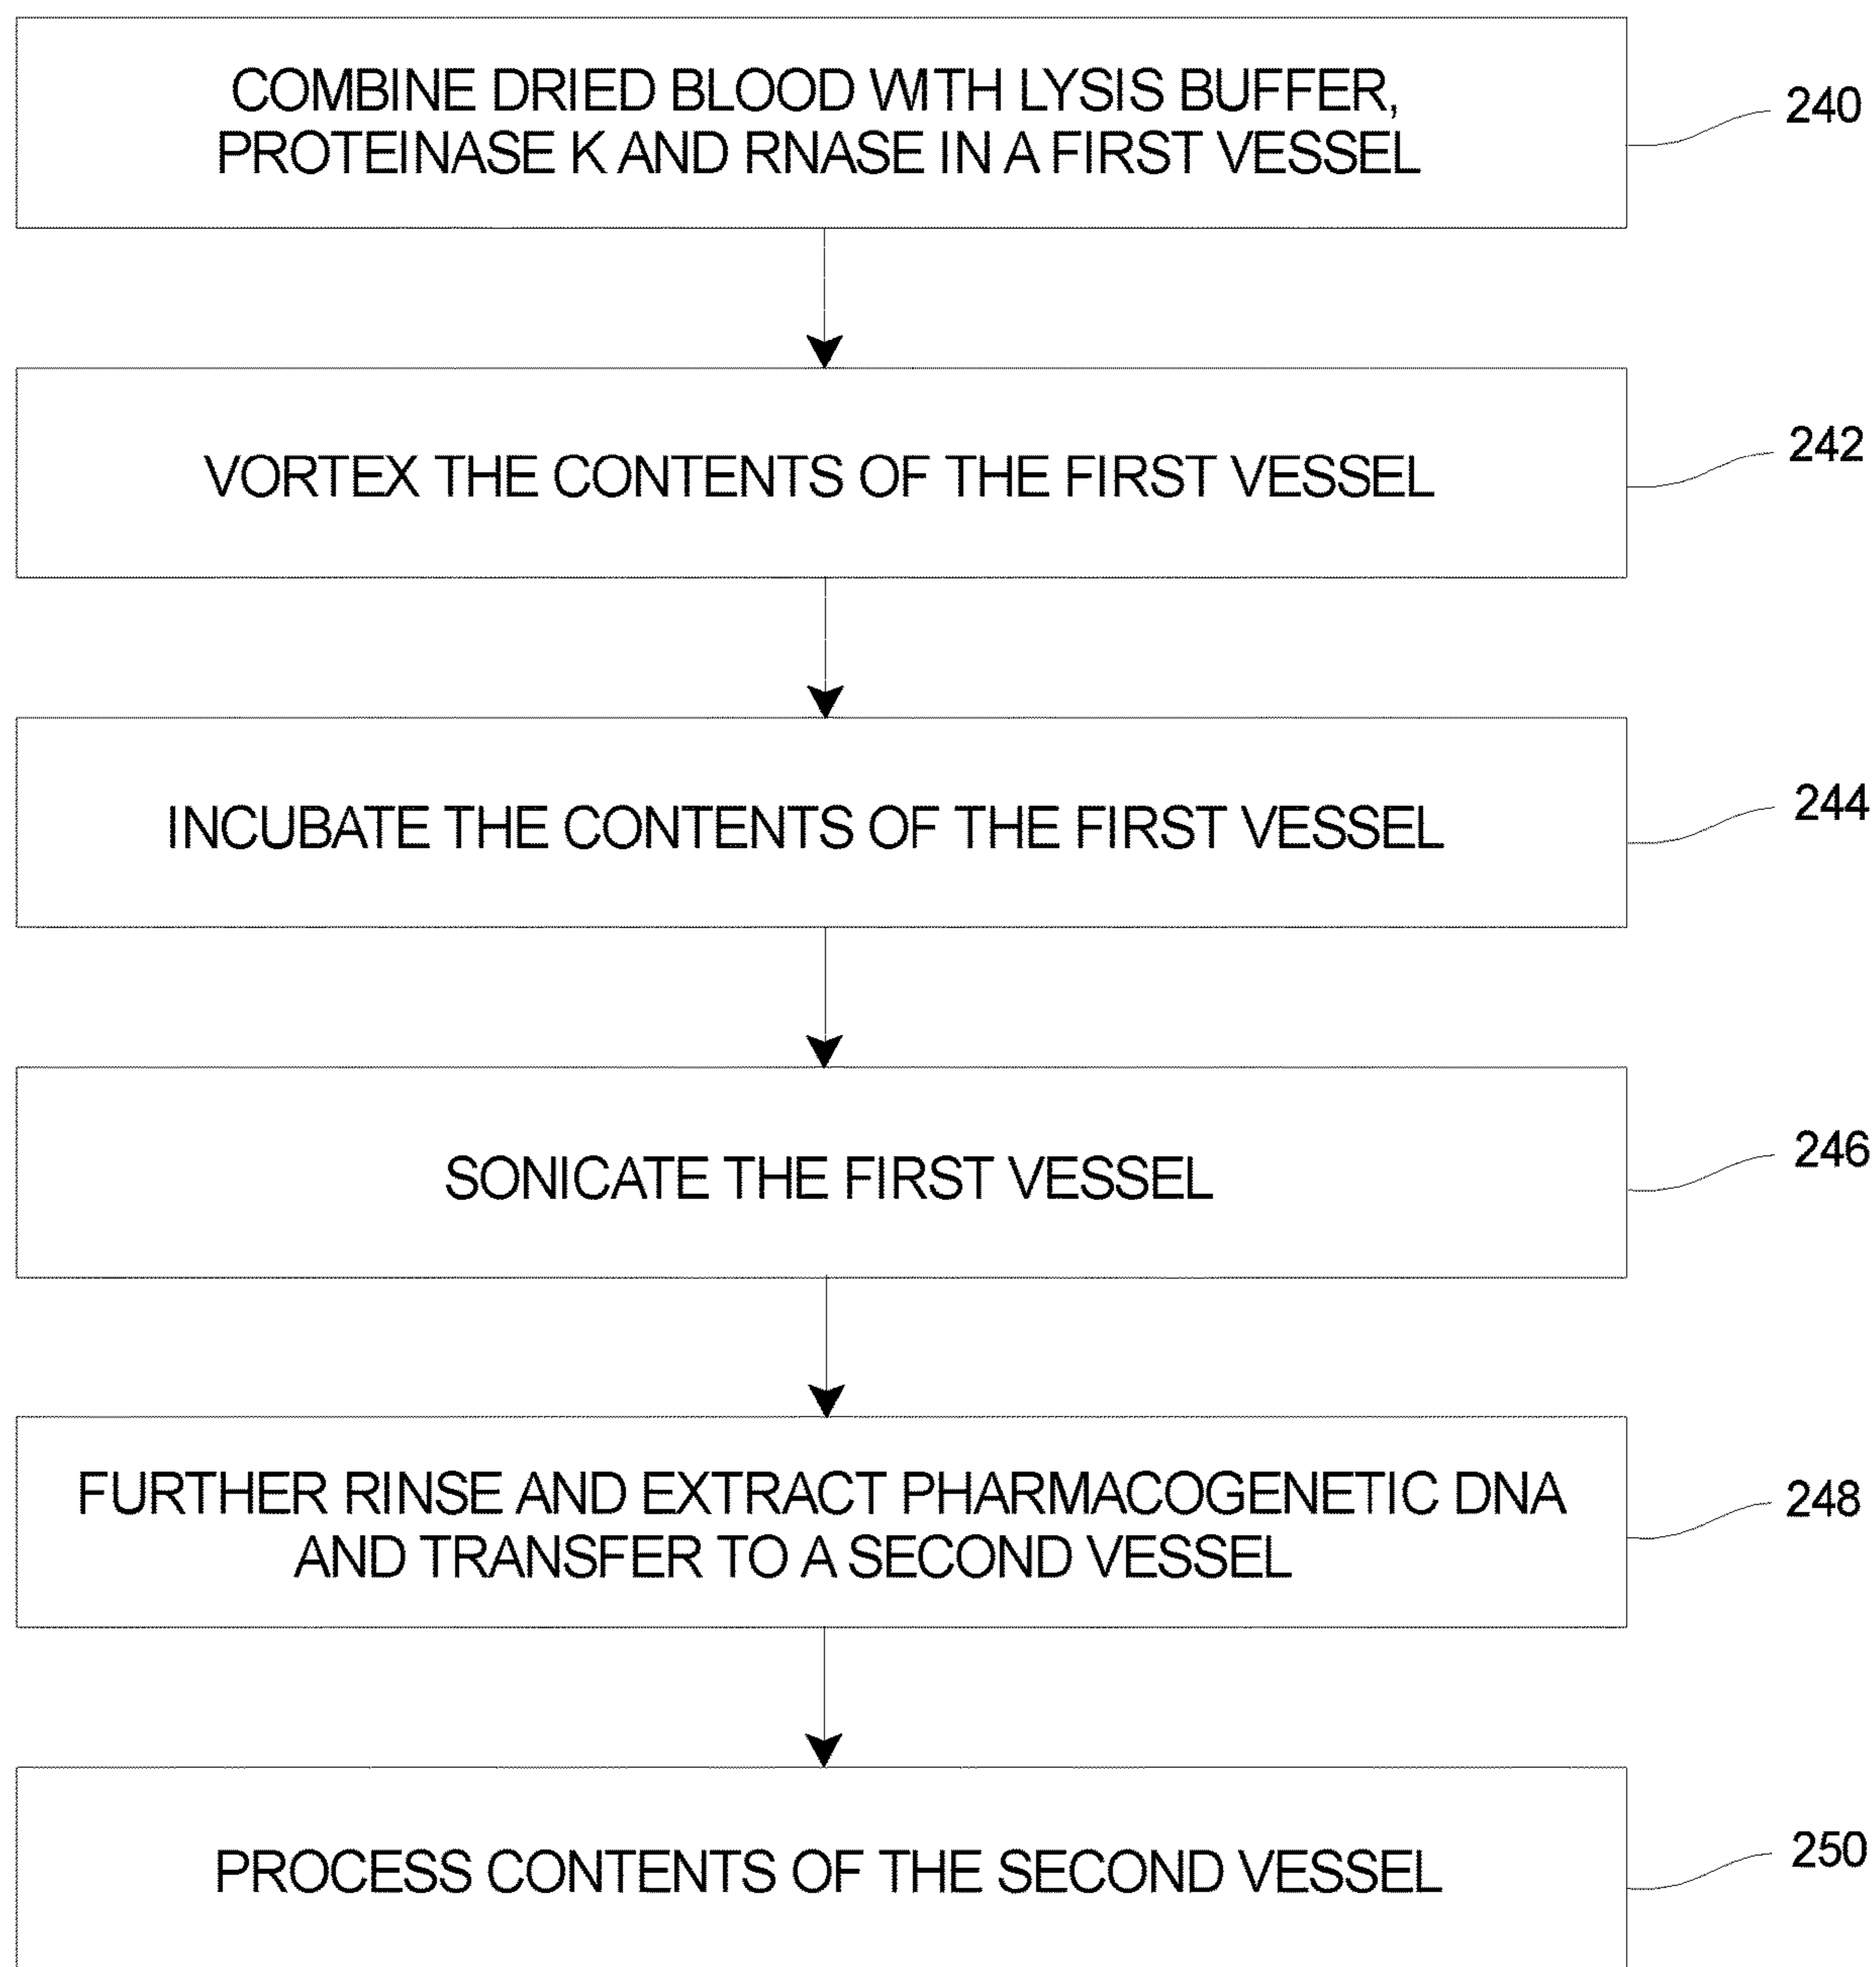 COMBINE DRIED BLOOD WITH LYSIS BUFFER,
PROTEINASE K AND RNASE IN A FIRST VESSEL
240
VORTEX THE CONTENTS OF THE FIRST VESSEL
242
INCUBATE THE CONTENTS OF THE FIRST VESSEL
244
SONICATE THE FIRST VESSEL
246
FURTHER RINSE AND EXTRACT PHARMACOGENETIC DNA
AND TRANSFER TO A SECOND VESSEL
248
PROCESS CONTENTS OF THE SECOND VESSEL
250